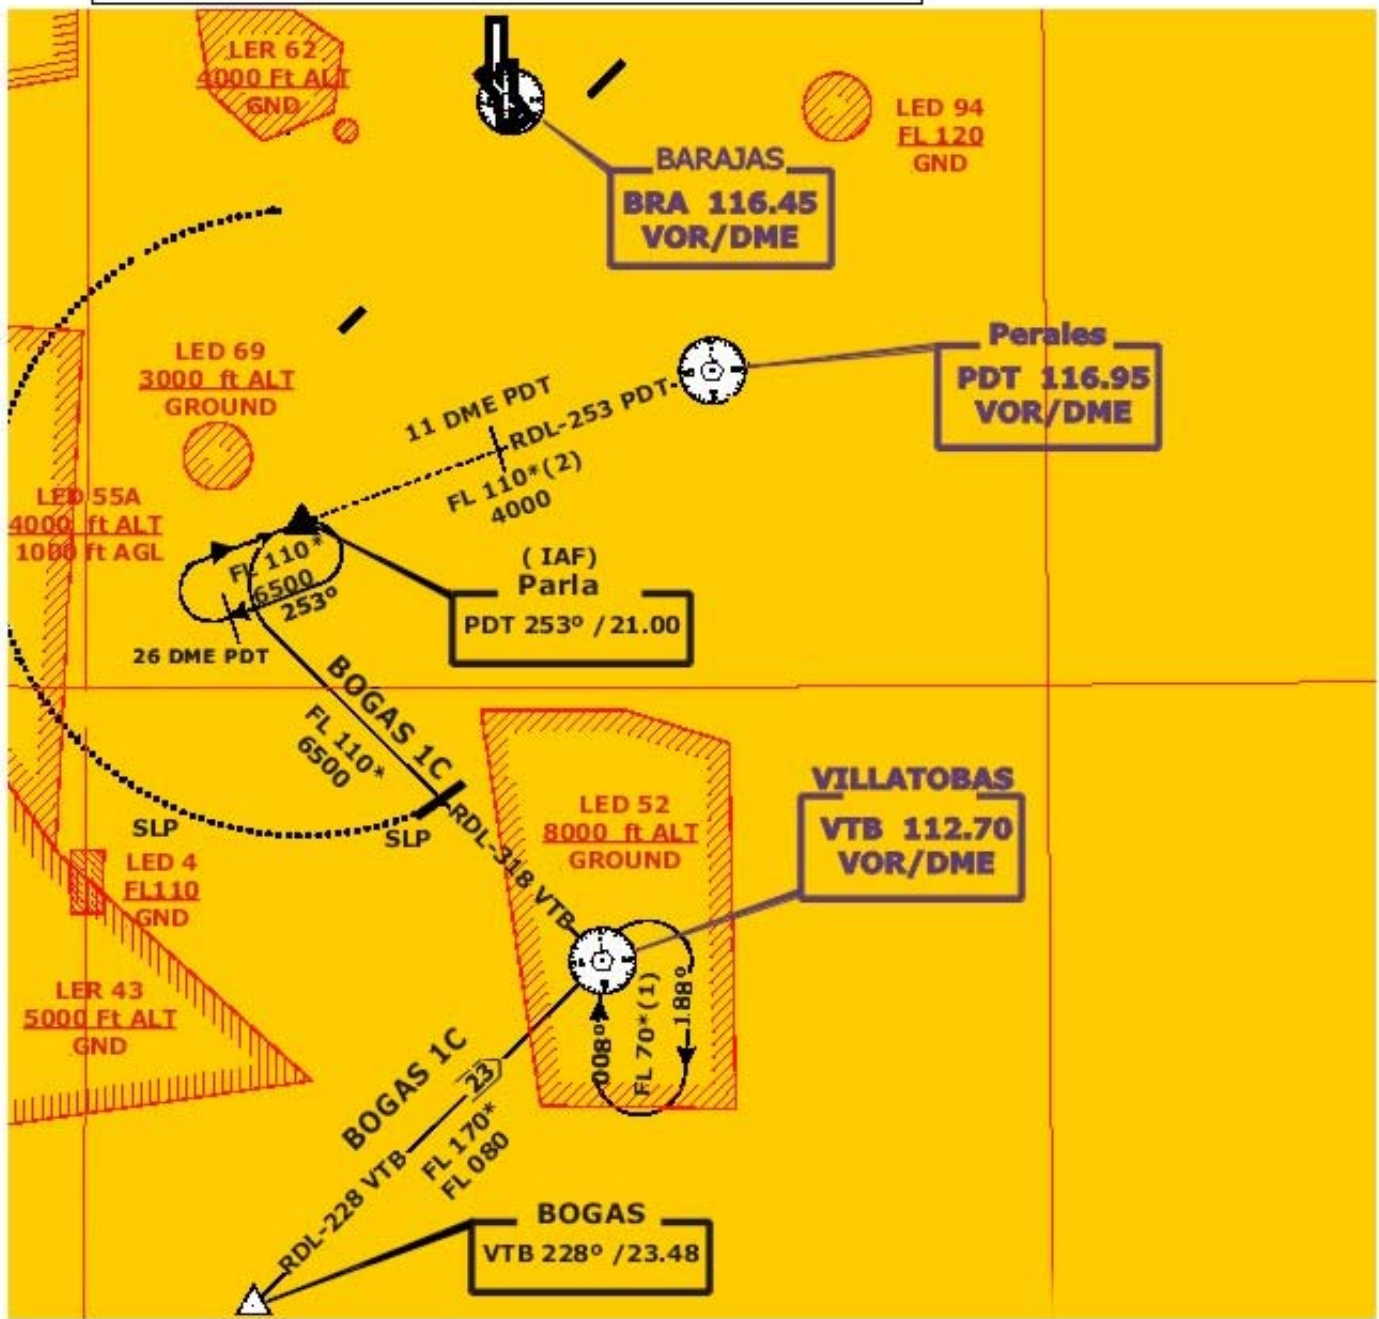 LER 62
4000 Ft ALT
GND
LED 94
FL 120
GND
BARAJAS
BRA 116.45
VOR/DME
Perales
PDT 116.95
VOR/DME
LED 69
3000 ft ALT
GROUND
11 DME PDT
RDL-253 PDT
FL 110*(2)
4000
LED 55A
4000 ft ALT
1000 ft AGL
FL 110*
6500
253º
26 DME PDT
( IAF)
Parla
PDT 253º /21.00
BOGAS 1C
FL 110*
6500
SLP
SLP
RDL-318 VTB
LED 52
8000 ft ALT
GROUND
VILLATOBAS
VTB 112.70
VOR/DME
LED 4
FL110
GND
LER 43
5000 Ft ALT
GND
008º
FL 70*(1)
188º
BOGAS 1C
23
RDL-228 VTB
FL 170*
FL 080
BOGAS
VTB 228º /23.48